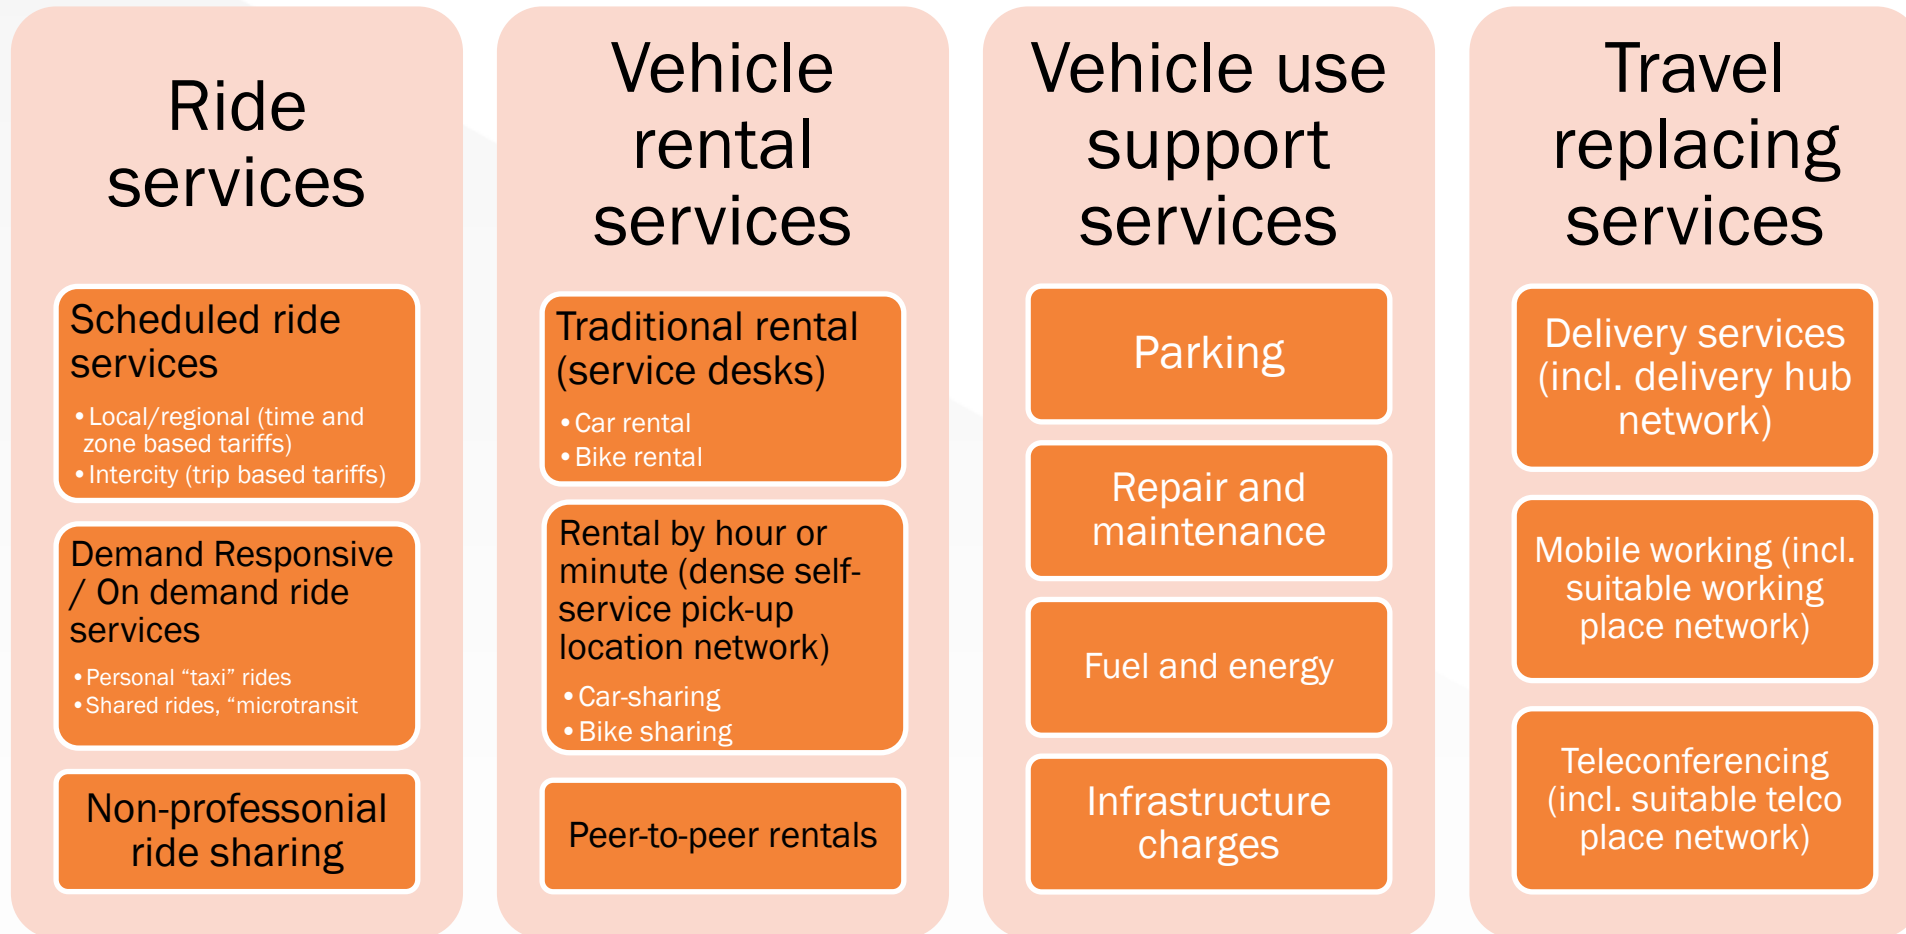 Ride
services
Scheduled ride
services
•Local/regional (time and
zone based tariffs)
•Intercity (trip based tariffs)
Demand Responsive
/ On demand ride
services
•Personal “taxi” rides
•Shared rides, “microtransit
Non-professonial
ride sharing
Vehicle
rental
services
Traditional rental
(service desks)
•Car rental
•Bike rental
Rental by hour or
minute (dense self-
service pick-up
location network)
•Car-sharing
•Bike sharing
Peer-to-peer rentals
Vehicle use
support
services
Parking
Repair and
maintenance
Fuel and energy
Infrastructure
charges
Travel
replacing
services
Delivery services
(incl. delivery hub
network)
Mobile working (incl.
suitable working
place network)
Teleconferencing
(incl. suitable telco
place network)